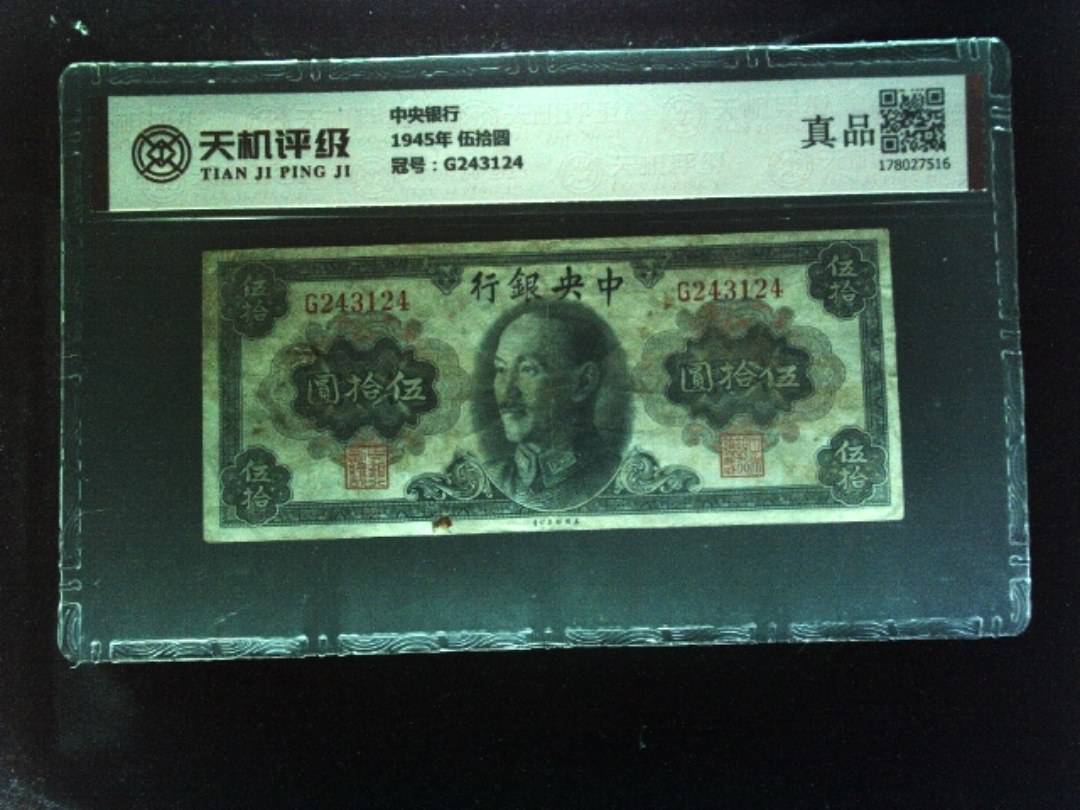 天机评级
TIAN JI PING JI
中央银行
1945年 伍拾圆
冠号：G243124
真品
178027516
行銀央中
G243124
G243124
伍拾
伍拾
圓拾伍
圓拾伍
伍拾
伍拾